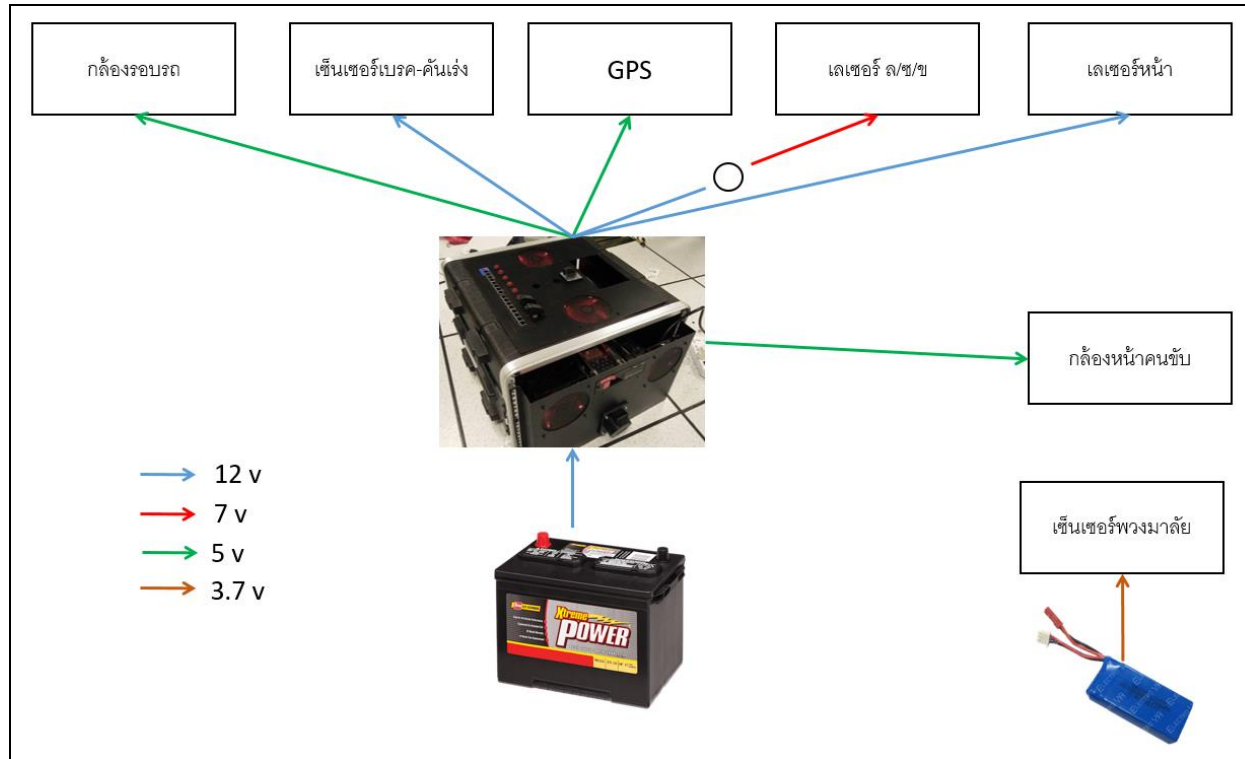 กล้องรอบรถ
เซ็นเซอร์เบรค-คันเร่ง
GPS
เลเซอร์ ล/ซ/ข
เลเซอร์หน้า
กล้องหน้าคนขับ
12 v
7 v
5 v
3.7 v
เซ็นเซอร์พวงมาลัย
Xtreme
POWER